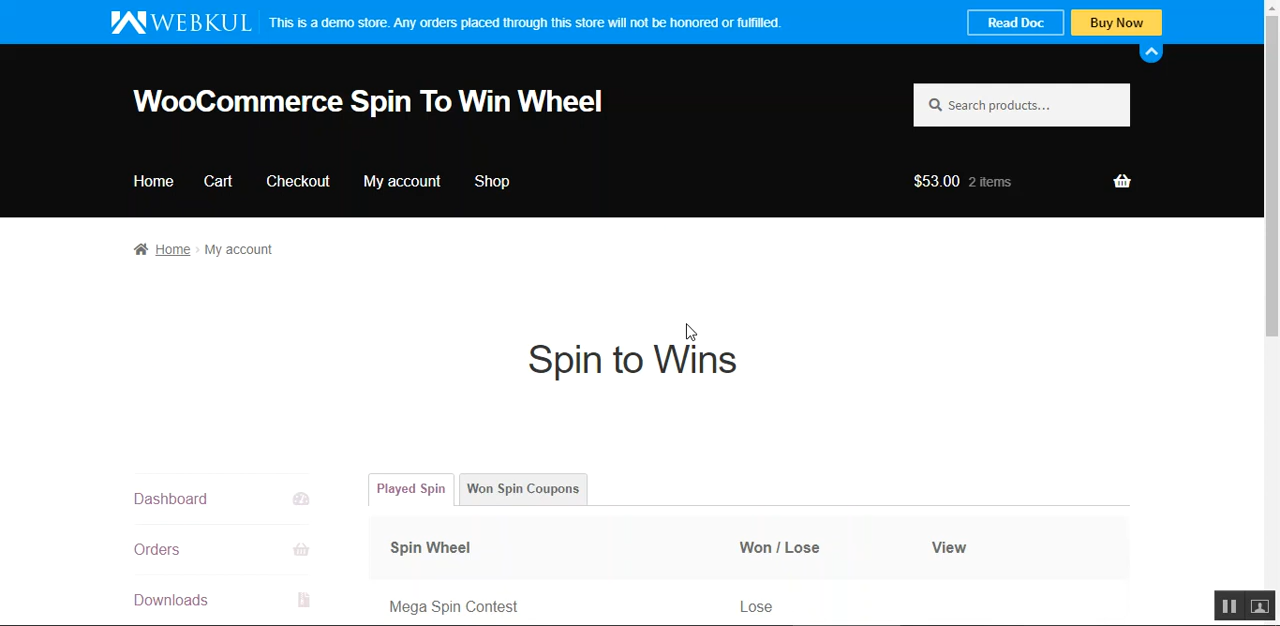 WEBKUL This is a demo store. Any orders placed through this store will not be honored or fulfilled. Read Doc Buy Now
WooCommerce Spin To Win Wheel
Search products...
Home Cart Checkout My account Shop $53.00 2 items
Home › My account
Spin to Wins
Played Spin Won Spin Coupons
Dashboard
Spin Wheel Won / Lose View
Orders
Downloads
Mega Spin Contest Lose